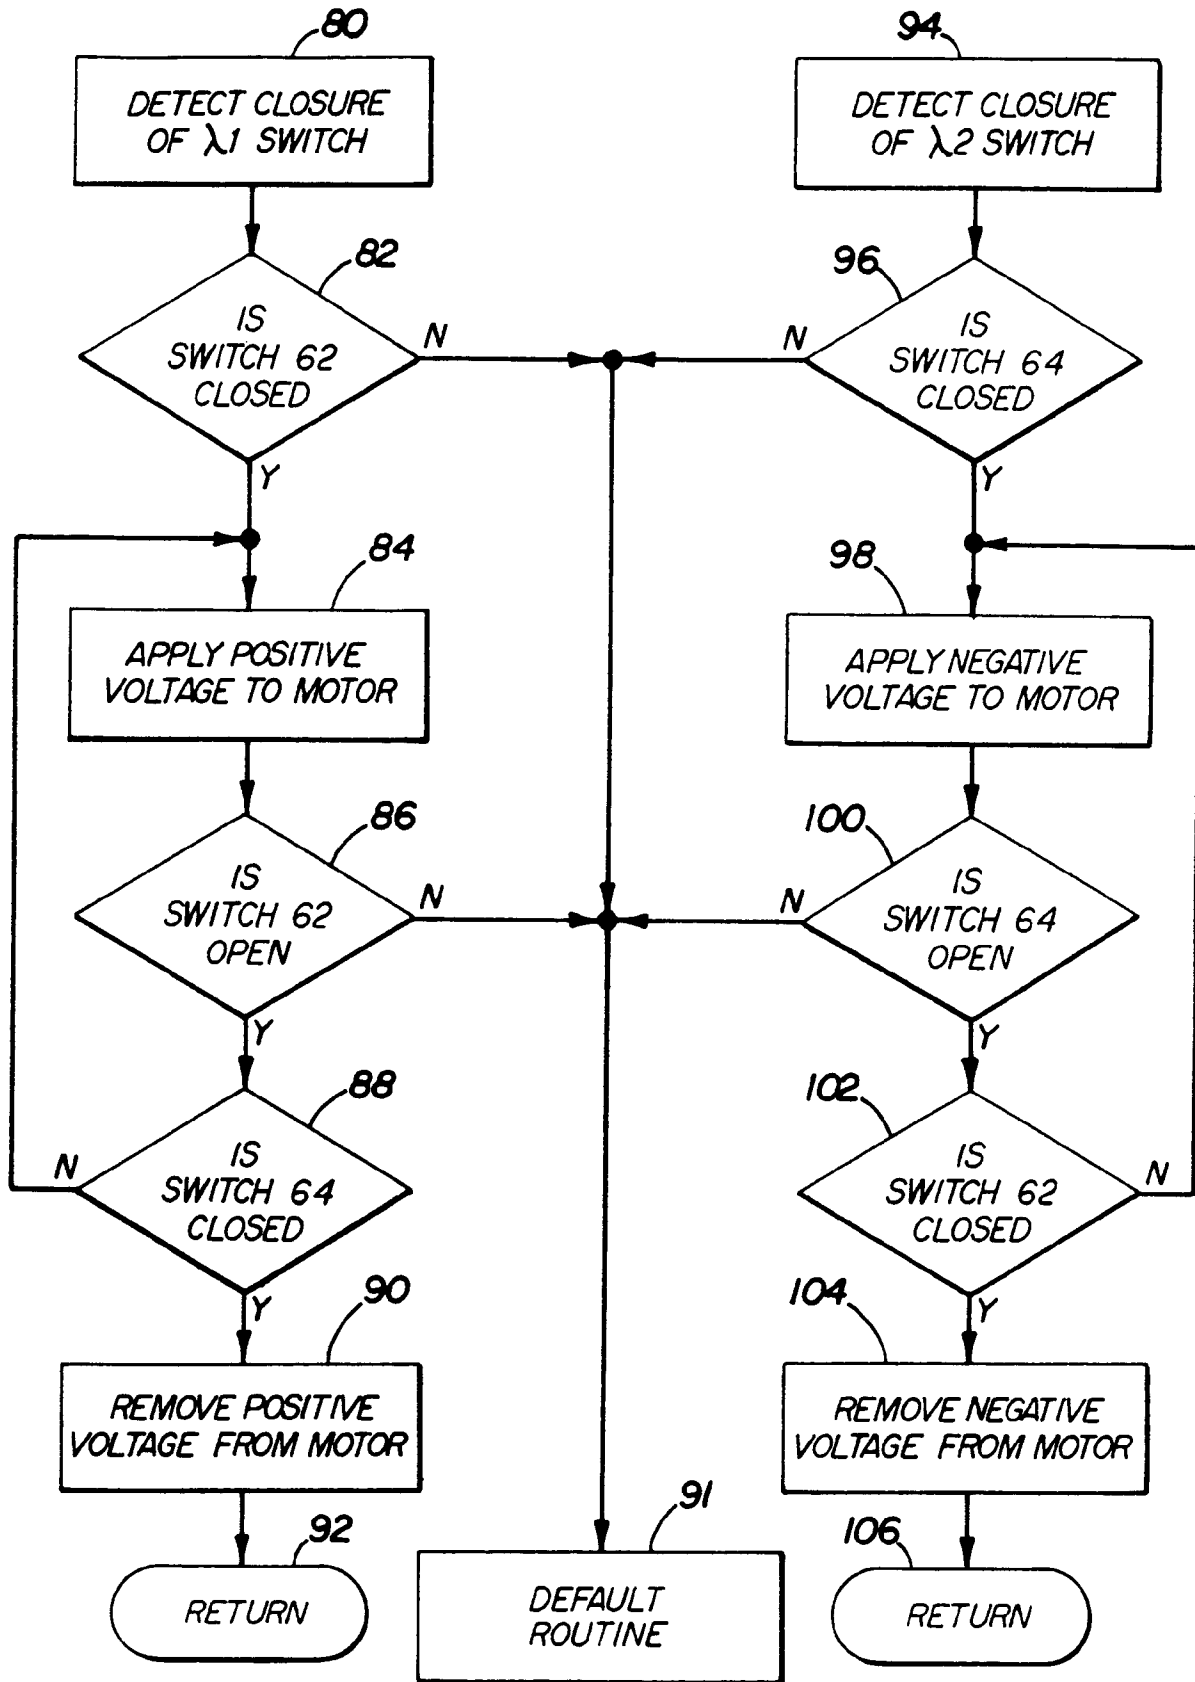 80
DETECT CLOSURE
OF λ1 SWITCH
82
IS
SWITCH 62
CLOSED
N
Y
84
APPLY POSITIVE
VOLTAGE TO MOTOR
86
IS
SWITCH 62
OPEN
N
Y
88
IS
SWITCH 64
CLOSED
N
Y
90
REMOVE POSITIVE
VOLTAGE FROM MOTOR
92
RETURN
91
DEFAULT
ROUTINE
94
DETECT CLOSURE
OF λ2 SWITCH
96
IS
SWITCH 64
CLOSED
N
Y
98
APPLY NEGATIVE
VOLTAGE TO MOTOR
100
IS
SWITCH 64
OPEN
N
Y
102
IS
SWITCH 62
CLOSED
N
Y
104
REMOVE NEGATIVE
VOLTAGE FROM MOTOR
106
RETURN